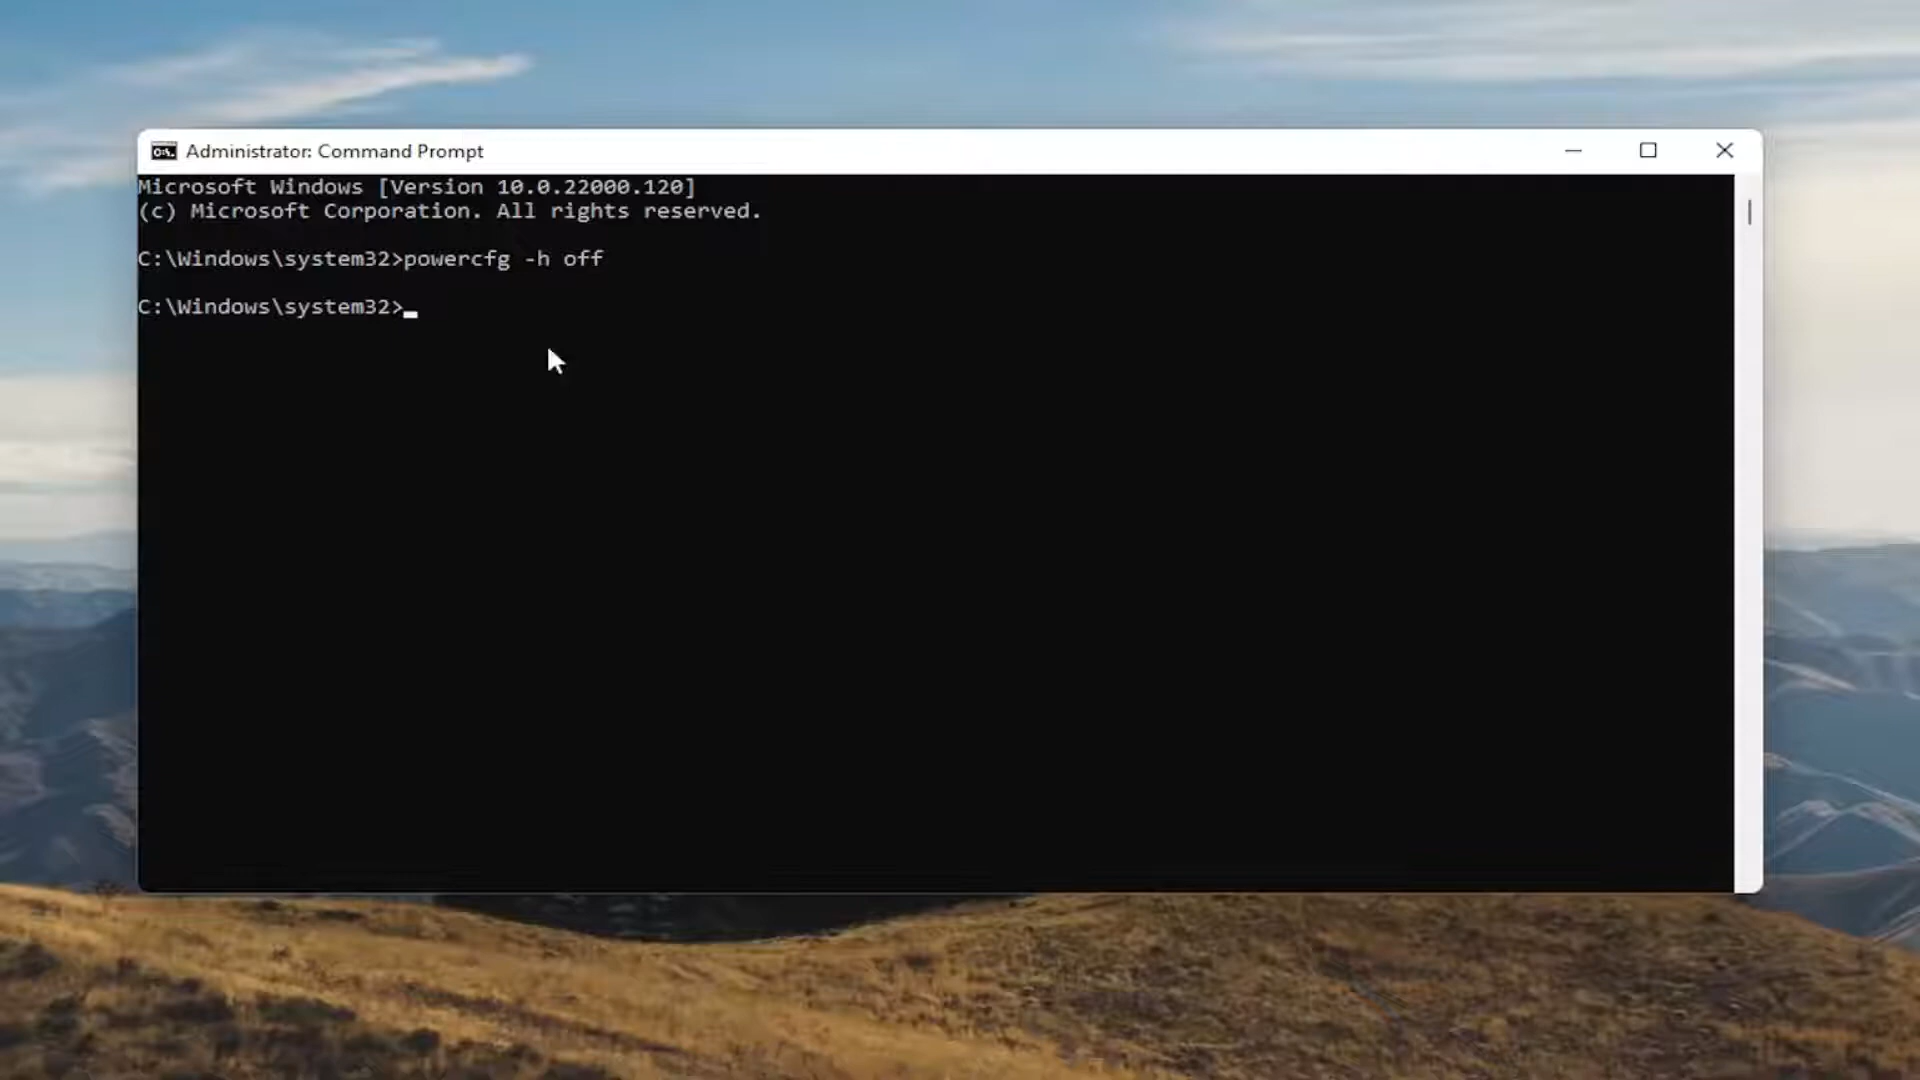 Administrator: Command Prompt
Microsoft Windows [Version 10.0.22000.120]
(c) Microsoft Corporation. All rights reserved.
C:\Windows\system32>powercfg -h off
C:\Windows\system32>